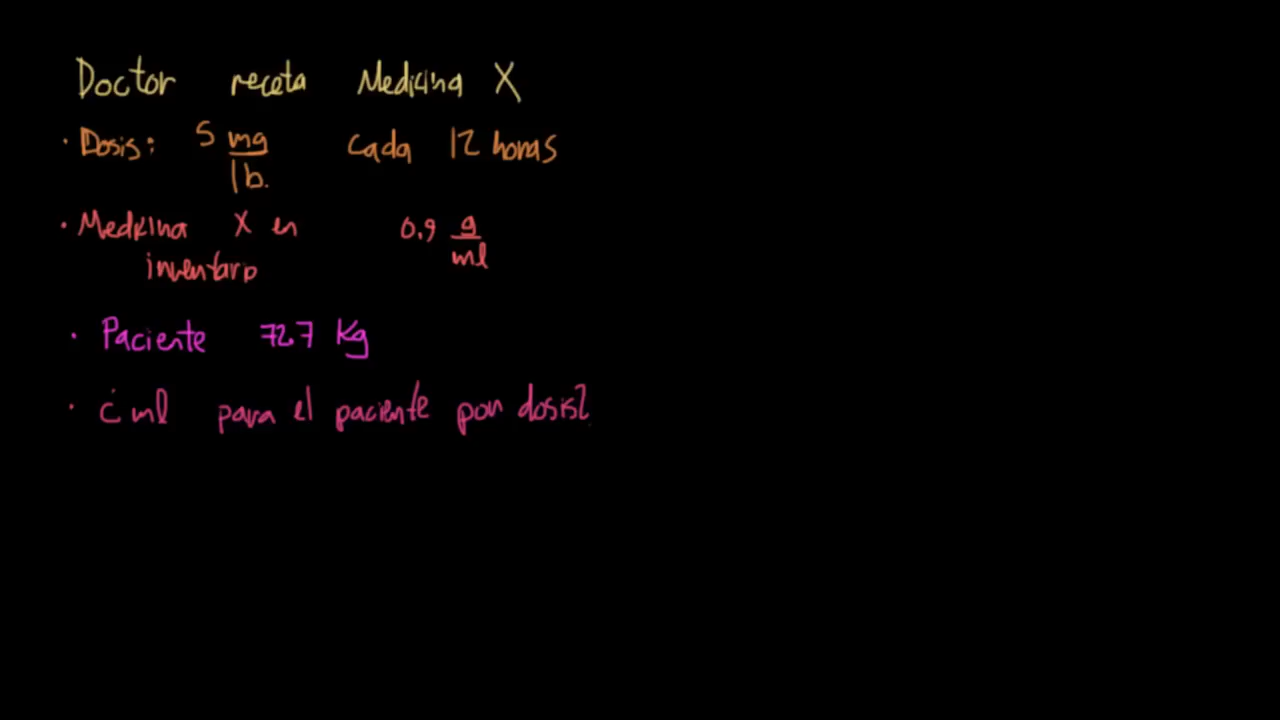 Doctor receta Medicina X
· Dosis: 5 mg/lb. cada 12 horas
· Medicina X en 0.9 g/ml
inventario
· Paciente 72.7 Kg
· ¿ml para el paciente por dosis?